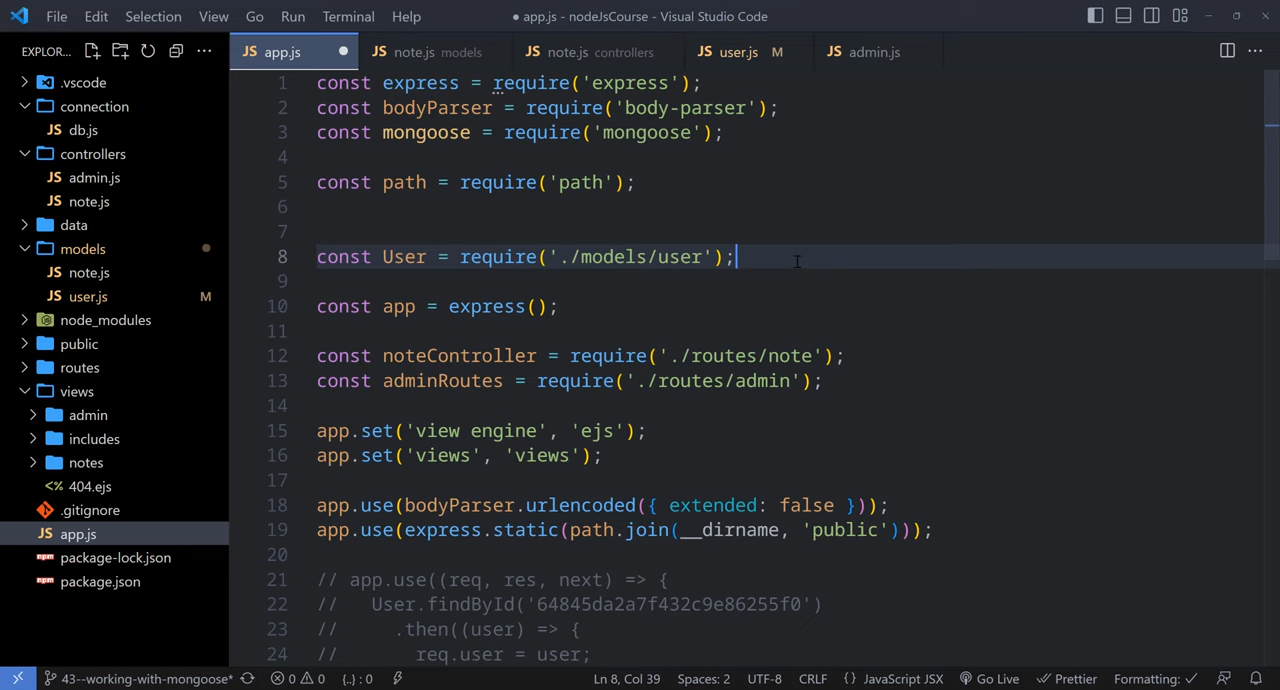 File Edit Selection View Go Run Terminal Help
● app.js - nodeJsCourse - Visual Studio Code
EXPLOR...
JS app.js
JS note.js models
JS note.js controllers
JS user.js M
JS admin.js
.vscode
connection
JS db.js
controllers
JS admin.js
JS note.js
data
models
JS note.js
JS user.js M
node_modules
public
routes
views
admin
includes
notes
<% 404.ejs
.gitignore
JS app.js
npm package-lock.json
npm package.json
1 const express = require('express');
2 const bodyParser = require('body-parser');
3 const mongoose = require('mongoose');
4
5 const path = require('path');
6
7
8 const User = require('./models/user');
9
10 const app = express();
11
12 const noteController = require('./routes/note');
13 const adminRoutes = require('./routes/admin');
14
15 app.set('view engine', 'ejs');
16 app.set('views', 'views');
17
18 app.use(bodyParser.urlencoded({ extended: false }));
19 app.use(express.static(path.join(__dirname, 'public')));
20
21 // app.use((req, res, next) => {
22 //   User.findById('64845da2a7f432c9e86255f0')
23 //     .then((user) => {
24 //       req.user = user;
43--working-with-mongoose* 0 0 {..} : 0 Ln 8, Col 39 Spaces: 2 UTF-8 CRLF {} JavaScript JSX Go Live Prettier Formatting: ✓